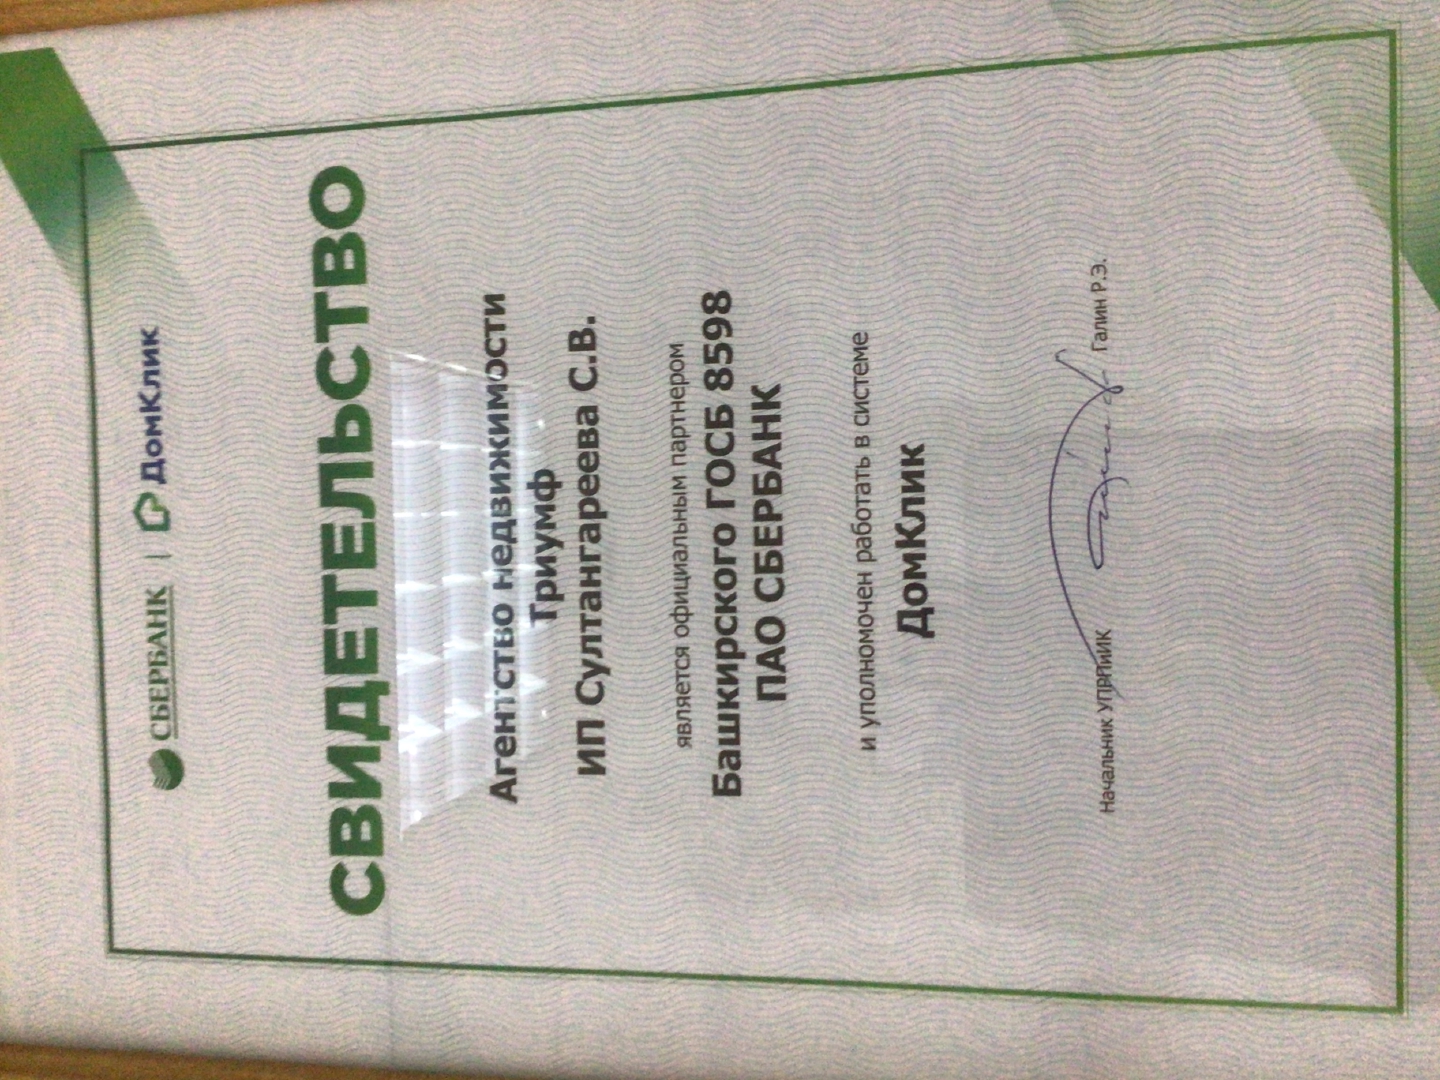 СБЕРБАНК | ДомКлик
СВИДЕТЕЛЬСТВО
Агентство недвижимости
Триумф
ИП Султангареева С.В.
является официальным партнером
Башкирского ГОСБ 8598
ПАО СБЕРБАНК
и уполномочен работать в системе
ДомКлик
Начальник УПРПиИК Галин Р.Э.